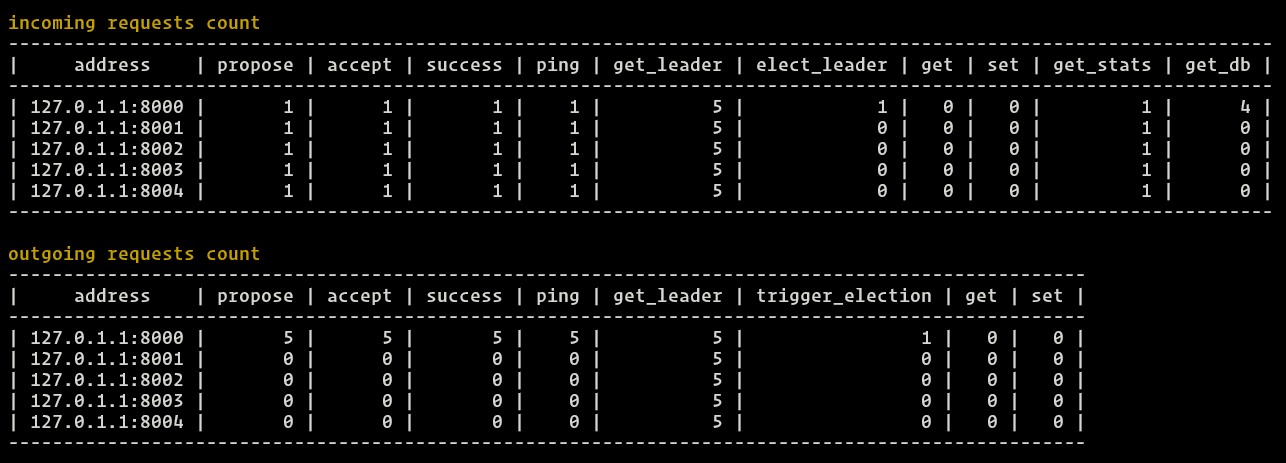 incoming requests count
-------------------------------------------------------------------------------------------------------------------
|     address    | propose | accept | success | ping | get_leader | elect_leader | get | set | get_stats | get_db |
-------------------------------------------------------------------------------------------------------------------
| 127.0.1.1:8000 |       1 |      1 |       1 |    1 |          5 |            1 |   0 |   0 |         1 |      4 |
| 127.0.1.1:8001 |       1 |      1 |       1 |    1 |          5 |            0 |   0 |   0 |         1 |      0 |
| 127.0.1.1:8002 |       1 |      1 |       1 |    1 |          5 |            0 |   0 |   0 |         1 |      0 |
| 127.0.1.1:8003 |       1 |      1 |       1 |    1 |          5 |            0 |   0 |   0 |         1 |      0 |
| 127.0.1.1:8004 |       1 |      1 |       1 |    1 |          5 |            0 |   0 |   0 |         1 |      0 |
-------------------------------------------------------------------------------------------------------------------
outgoing requests count
--------------------------------------------------------------------------------------------------
|     address    | propose | accept | success | ping | get_leader | trigger_election | get | set |
--------------------------------------------------------------------------------------------------
| 127.0.1.1:8000 |       5 |      5 |       5 |    5 |          5 |                1 |   0 |   0 |
| 127.0.1.1:8001 |       0 |      0 |       0 |    0 |          5 |                0 |   0 |   0 |
| 127.0.1.1:8002 |       0 |      0 |       0 |    0 |          5 |                0 |   0 |   0 |
| 127.0.1.1:8003 |       0 |      0 |       0 |    0 |          5 |                0 |   0 |   0 |
| 127.0.1.1:8004 |       0 |      0 |       0 |    0 |          5 |                0 |   0 |   0 |
--------------------------------------------------------------------------------------------------